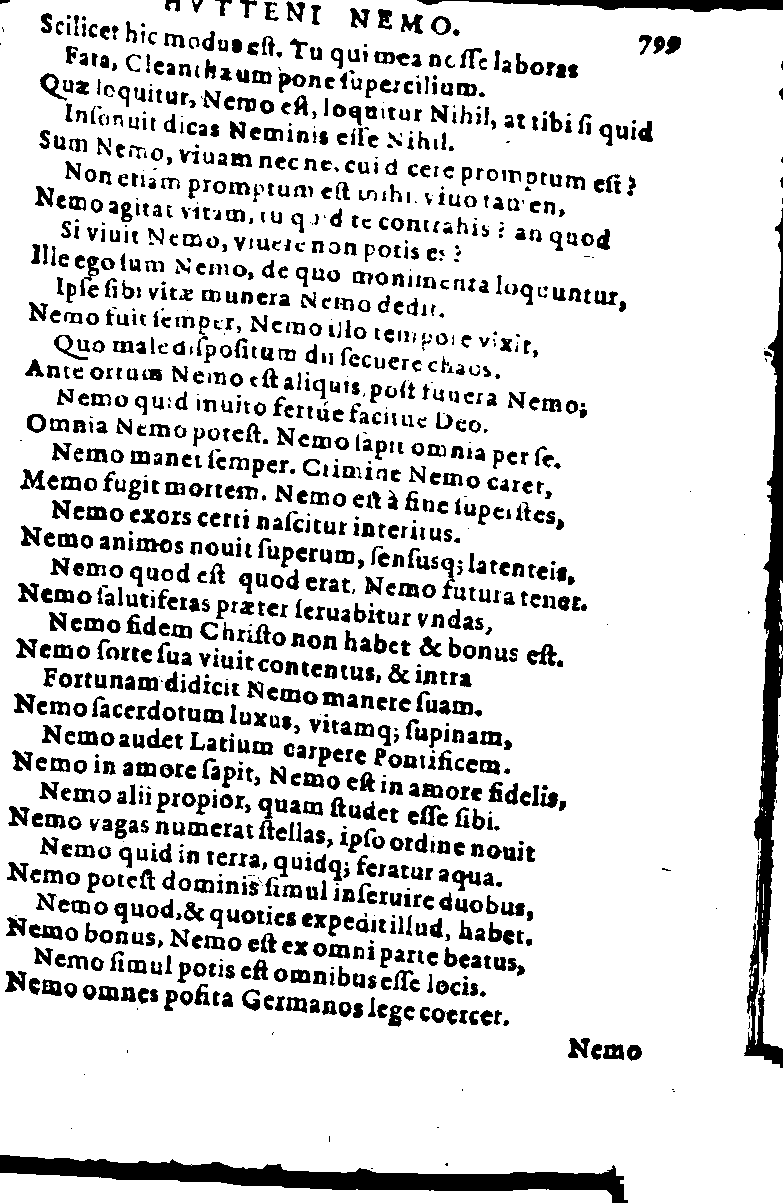 HVTTENI NEMO. 799
Scilicet hic modus eſt. Tu qui mea noſſe laboras
Fata, Cleanthæum pone ſupercilium.
Quæ loquitur, Nemo eſt, loquitur Nihil, at tibi ſi quid
Inſonuit dicas Neminis eſſe Nihil.
Sum Nemo, viuam nec ne, cui dicere promptum eſt?
Non etiam promptum eſt mihi, viuo tamen,
Nemo agitat vitam, tu quid te contrahis? an quod
Si viuit Nemo, viuere non potis es?
Ille ego ſum Nemo, de quo monimenta loquuntur,
Ipſe ſibi vitæ munera Nemo dedit.
Nemo fuit ſemper, Nemo illo tempore vixit,
Quo male diſpoſitum dii ſecuere chaos.
Ante ortum Nemo eſt aliquis, poſt funera Nemo;
Nemo quid inuito fertúe facitúe Deo.
Omnia Nemo poteſt. Nemo ſapit omnia per ſe.
Nemo manet ſemper. Crimine Nemo caret,
Memo fugit mortem. Nemo eſt à fine ſuperſtes,
Nemo exors certi naſcitur interitus.
Nemo animos nouit ſuperum, ſenſusq; latenteis,
Nemo quod eſt quod erat, Nemo futura tenet.
Nemo ſalutiferas præter ſeruabitur vndas,
Nemo fidem Chriſto non habet & bonus eſt.
Nemo ſorte ſua viuit contentus, & intra
Fortunam didicit Nemo manere ſuam.
Nemo ſacerdotum luxus, vitamq; ſupinam,
Nemo audet Latium carpere Pontificem.
Nemo in amore ſapit, Nemo eſt in amore fidelis,
Nemo alii propior, quam ſtudet eſſe ſibi.
Nemo vagas numerat ſtellas, ipſo ordine nouit
Nemo quid in terra, quidq; feratur aqua.
Nemo poteſt dominis ſimul inſeruire duobus,
Nemo quod, & quoties expedit illud, habet.
Nemo bonus, Nemo eſt ex omni parte beatus,
Nemo ſimul potis eſt omnibus eſſe locis.
Nemo omnes poſita Germanos lege coercet.
Nemo